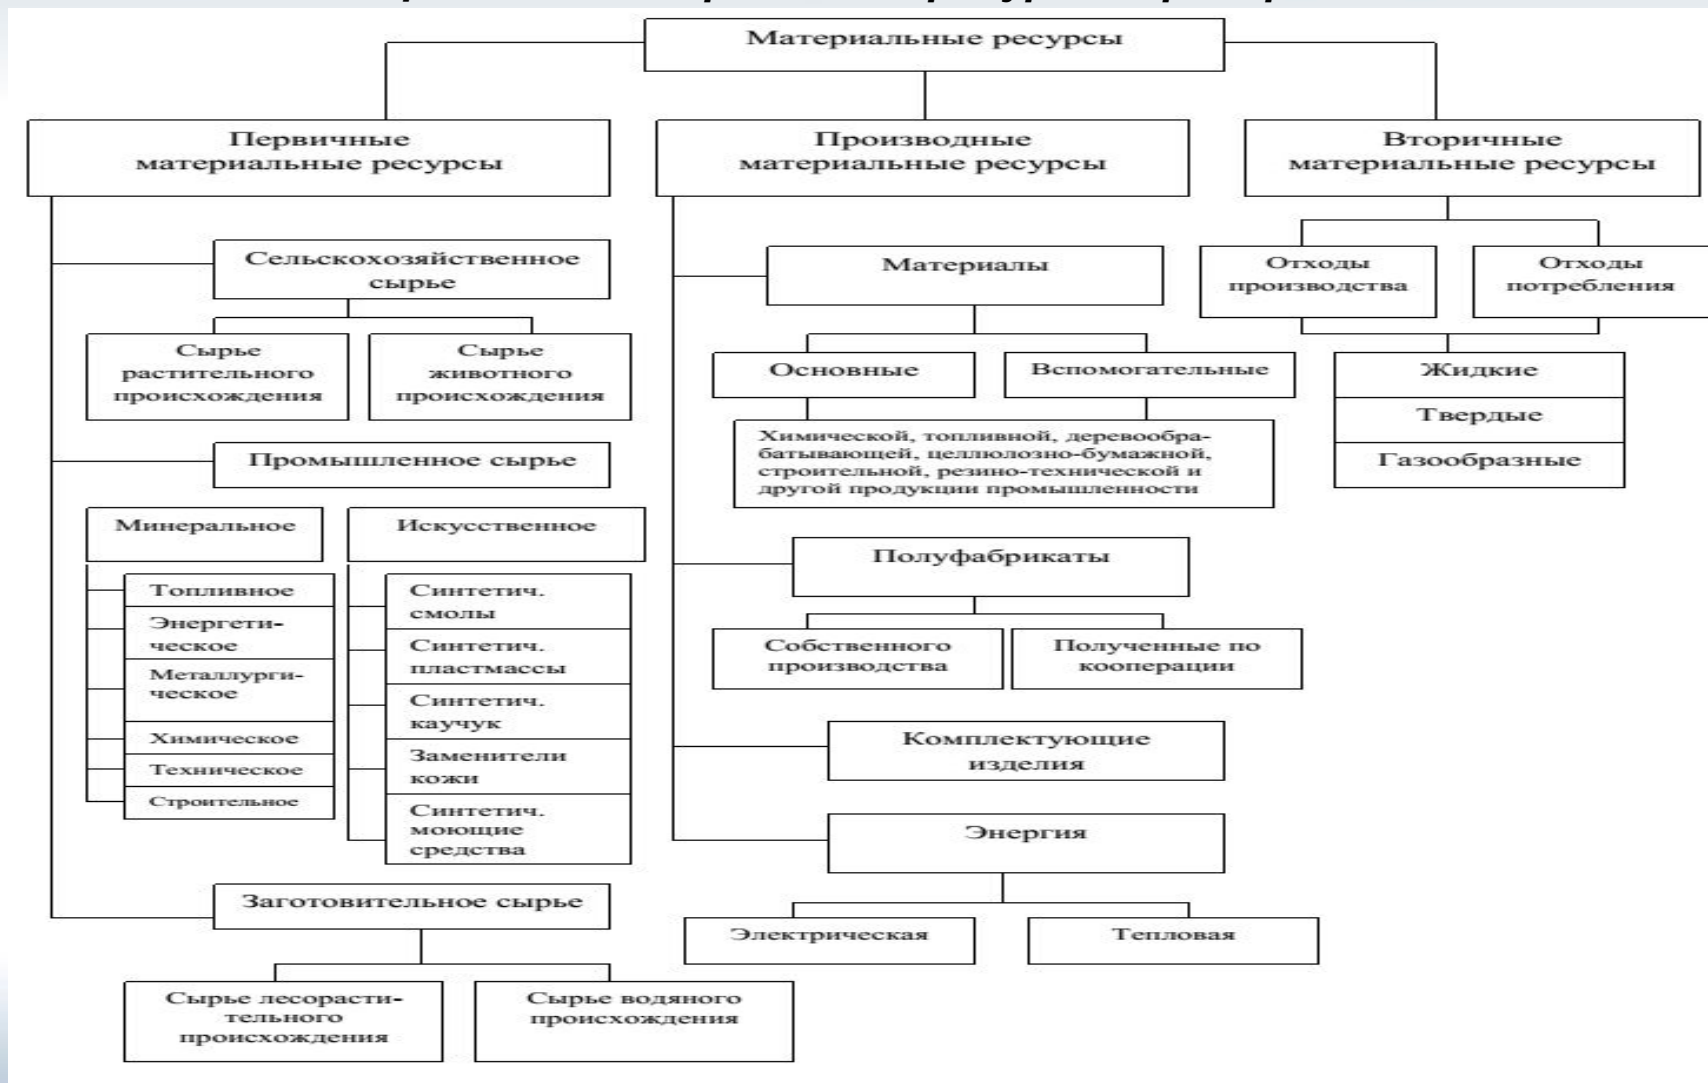 Материальные ресурсы
Первичные
материальные ресурсы
Производные
материальные ресурсы
Вторичные
материальные ресурсы
Сельскохозяйственное
сырье
Сырье
растительного
происхождения
Сырье
животного
происхождения
Промышленное сырье
Минеральное
Топливное
Энергети-
ческое
Металлурги-
ческое
Химическое
Техническое
Строительное
Искусственное
Синтетич.
смолы
Синтетич.
пластмассы
Синтетич.
каучук
Заменители
кожи
Синтетич.
моющие
средства
Заготовительное сырье
Сырье лесорасти-
тельного
происхождения
Сырье водяного
происхождения
Материалы
Основные
Вспомогательные
Химической, топливной, деревообра-
батывающей, целлюлозно-бумажной,
строительной, резино-технической и
другой продукции промышленности
Полуфабрикаты
Собственного
производства
Полученные по
кооперации
Комплектующие
изделия
Энергия
Электрическая
Тепловая
Отходы
производства
Отходы
потребления
Жидкие
Твердые
Газообразные